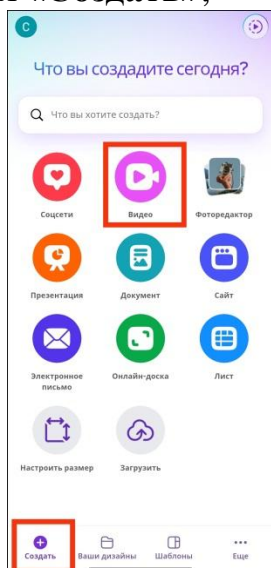 C
Что вы создадите сегодня?
Что вы хотите создать?
Соцсети Видео Фоторедактор
Презентация Документ Сайт
Электронное письмо Онлайн-доска Лист
Настроить размер Загрузить
Создать Ваши дизайны Шаблоны Еще